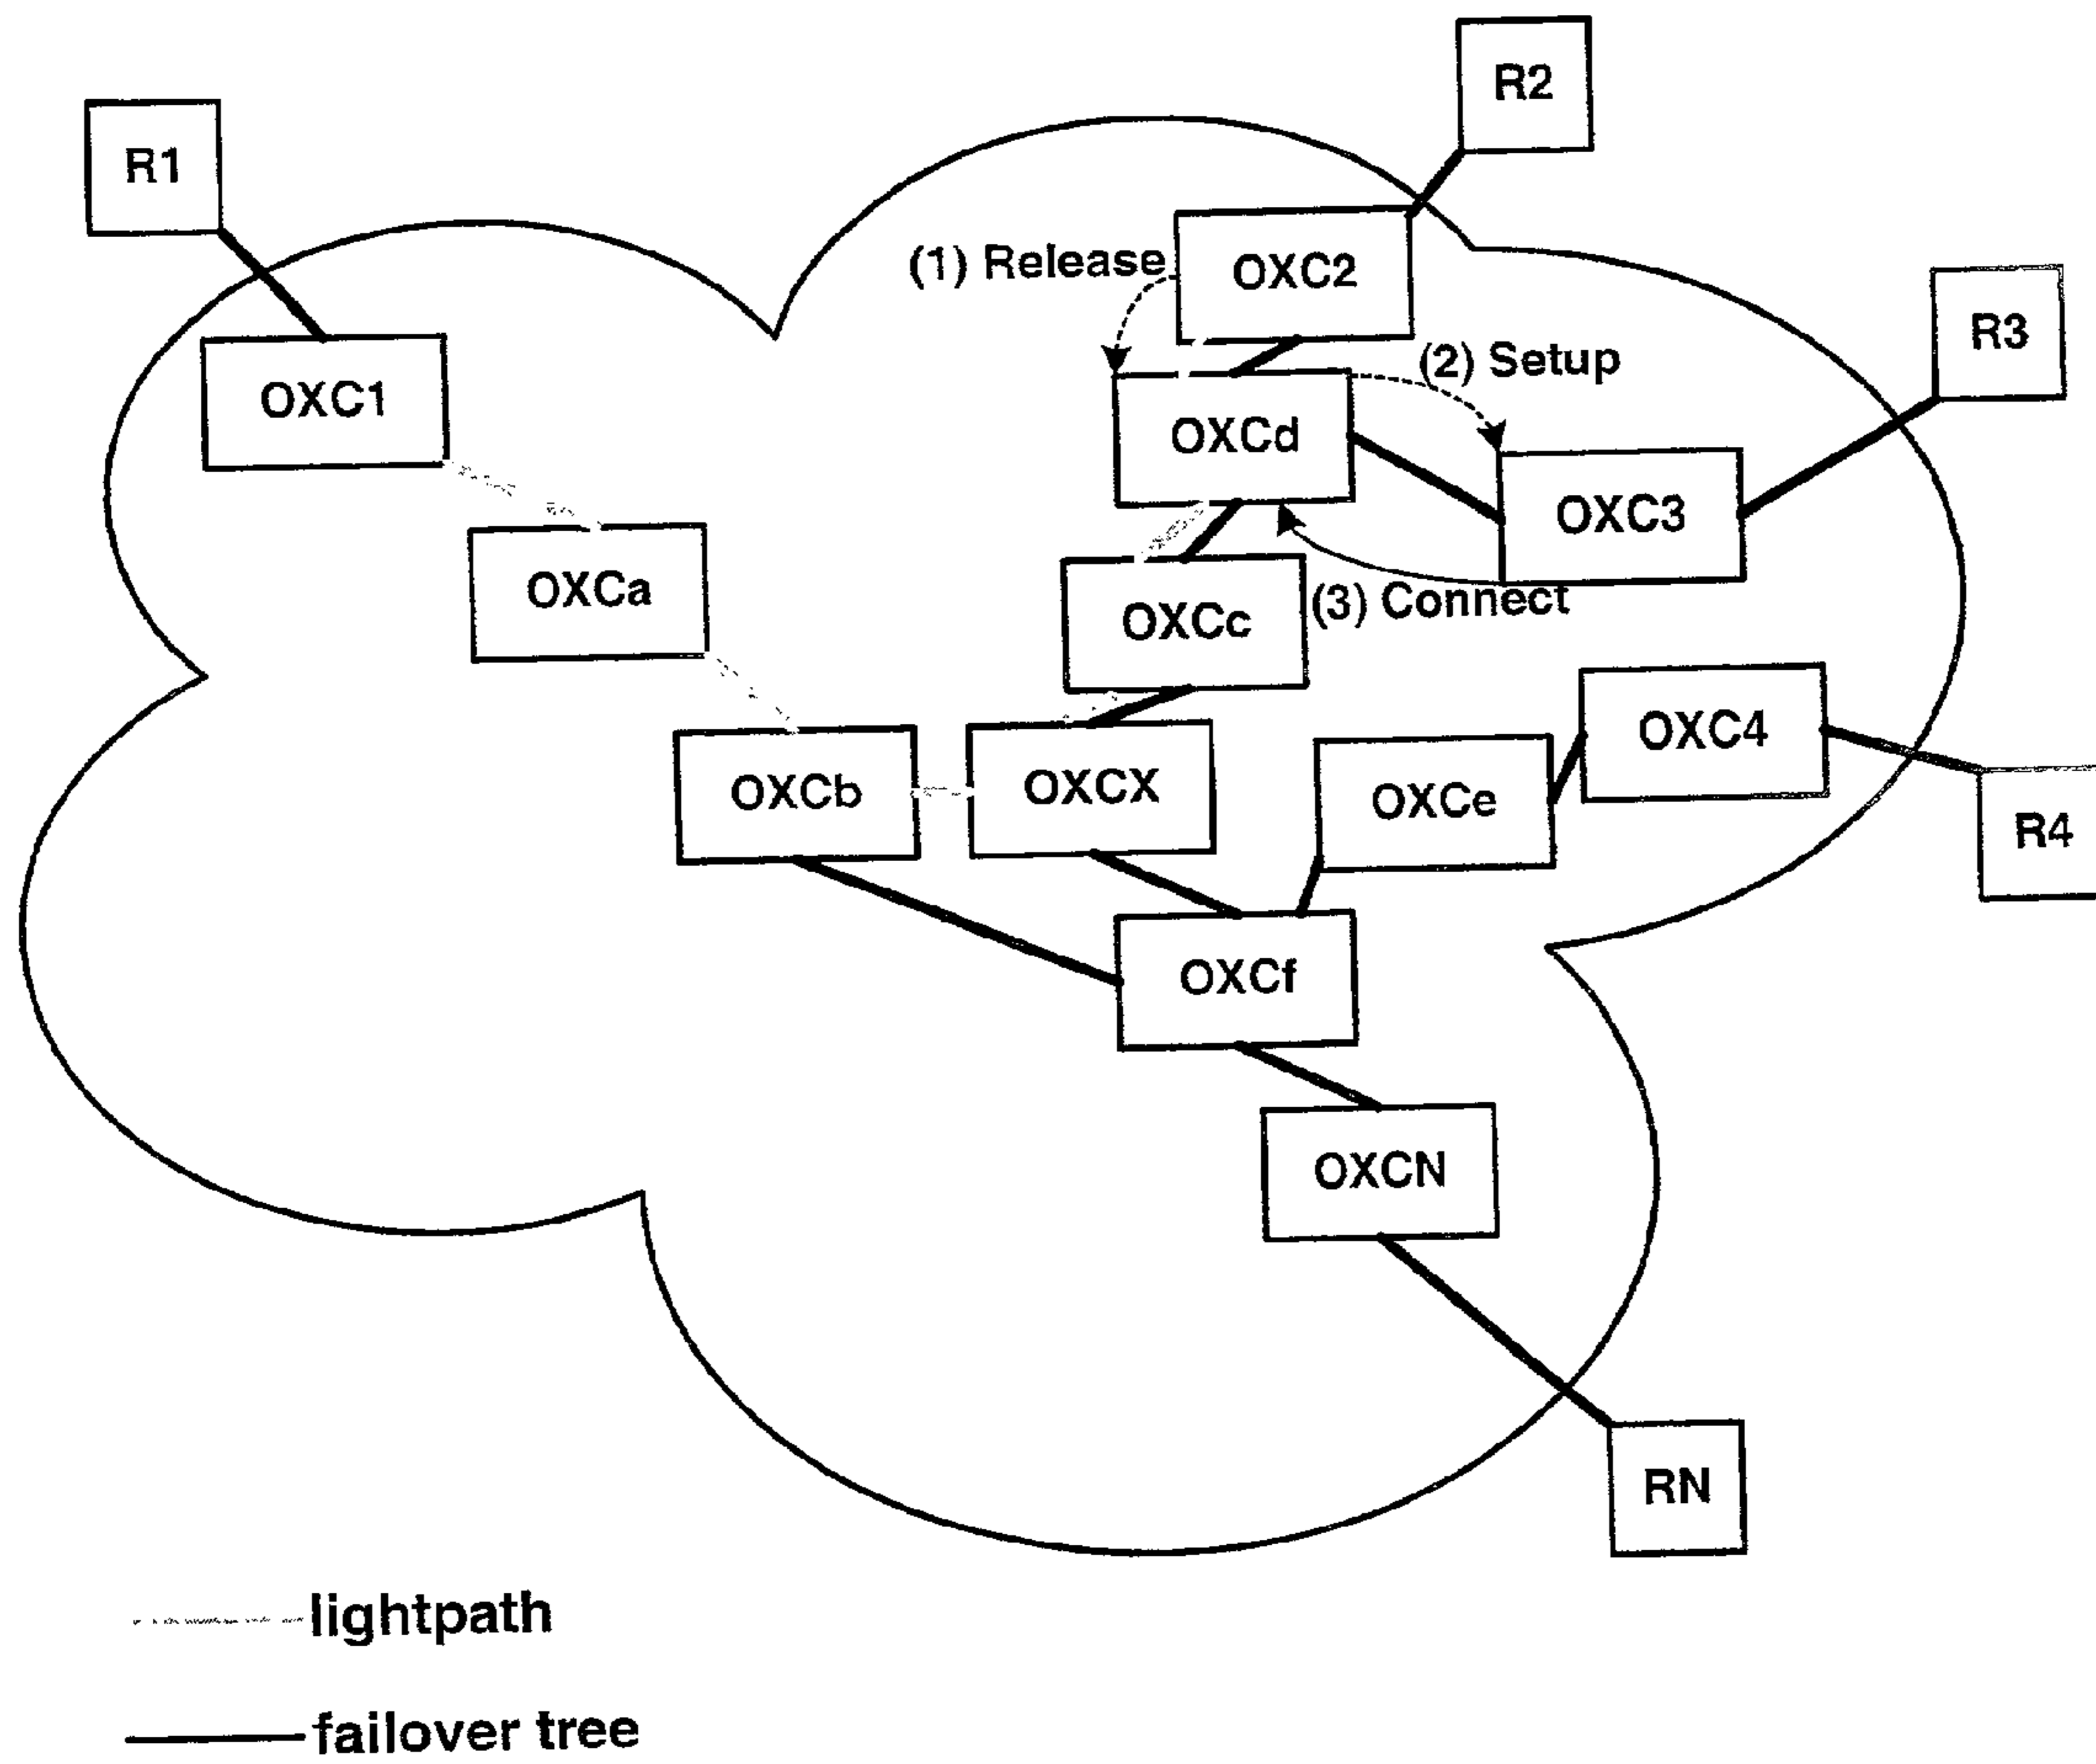 R2
R1
(1) Release
OXC2
R3
(2) Setup
OXC1
OXCd
OXC3
OXCa
(3) Connect
OXCc
OXC4
OXCb
OXCX
OXCe
R4
OXCf
OXCN
RN
lightpath
failover tree